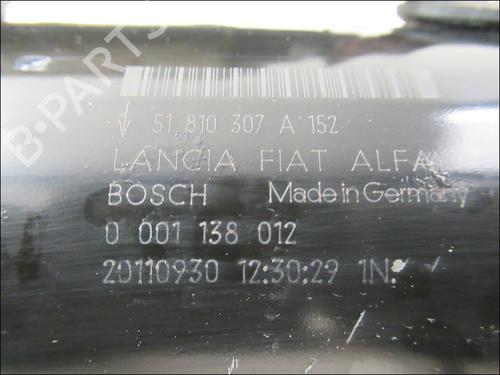 B-PARTS
51 810 307 A 152
LANCIA FIAT ALFA
BOSCH Made in Germany
0 001 138 012
20110930 12:30:29 1N